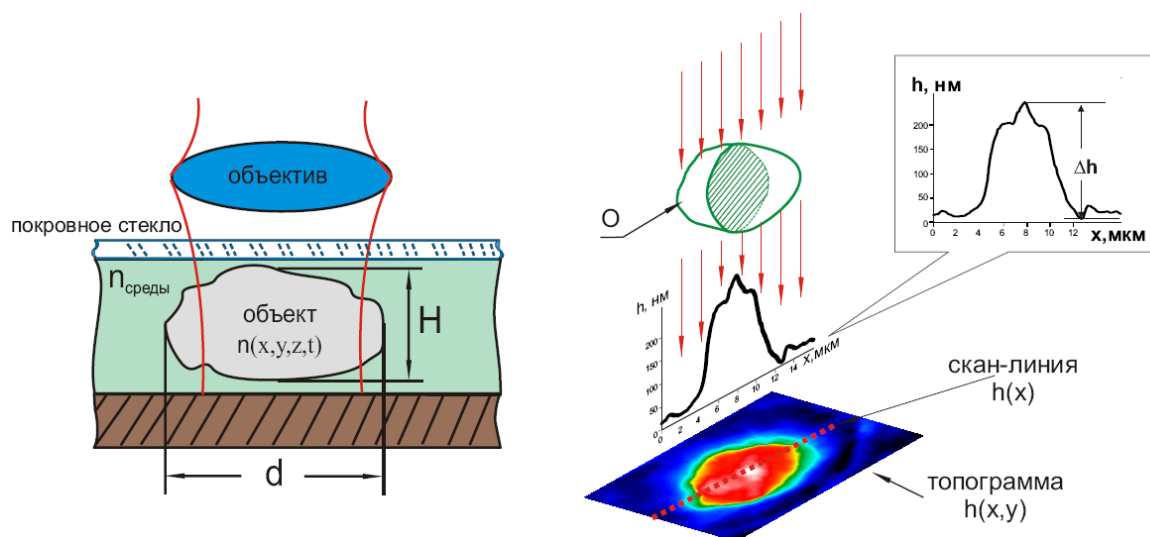 объектив
покровное стекло
nсреды
объект
n(x,y,z,t)
H
d
O
h, нм
200
150
100
50
0
0 2 4 6 8 10 12 14
x,мкм
h, нм
200
150
100
50
0
0 2 4 6 8 10 12
x,мкм
Δh
скан-линия
h(x)
топограмма
h(x,y)